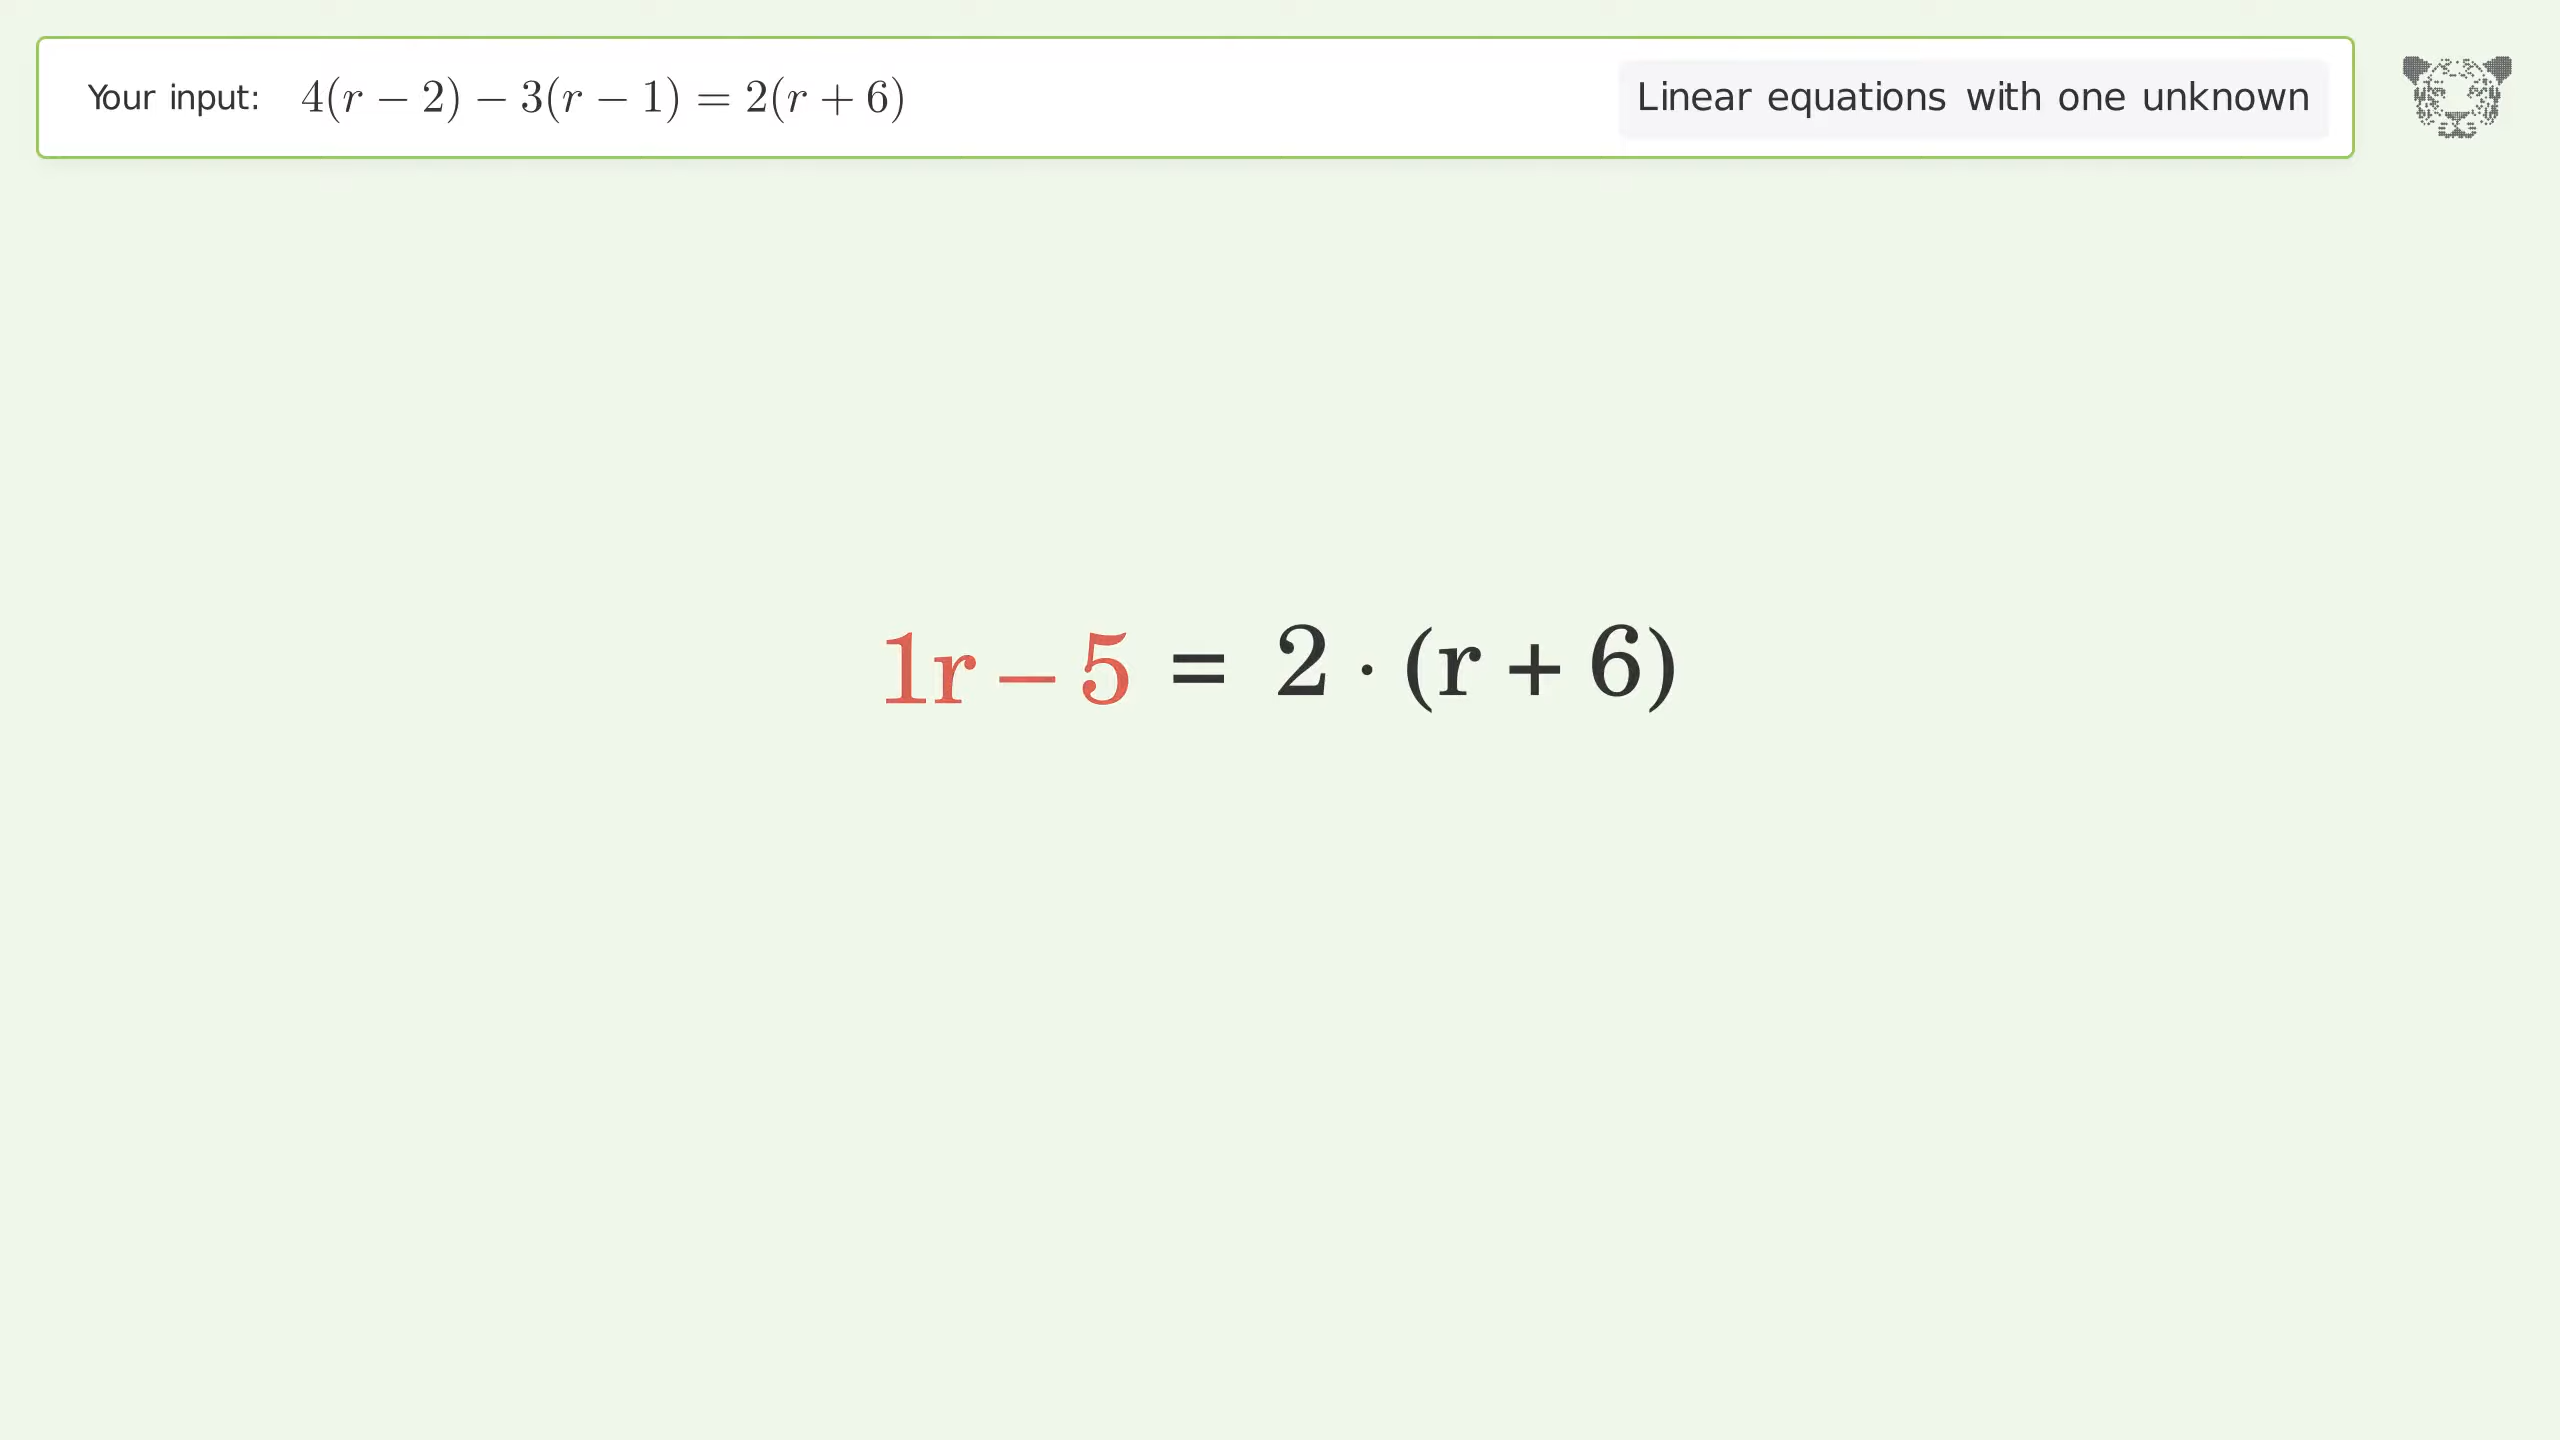 Your input: 4(r − 2) − 3(r − 1) = 2(r + 6)
Linear equations with one unknown
1r − 5 = 2 · (r + 6)